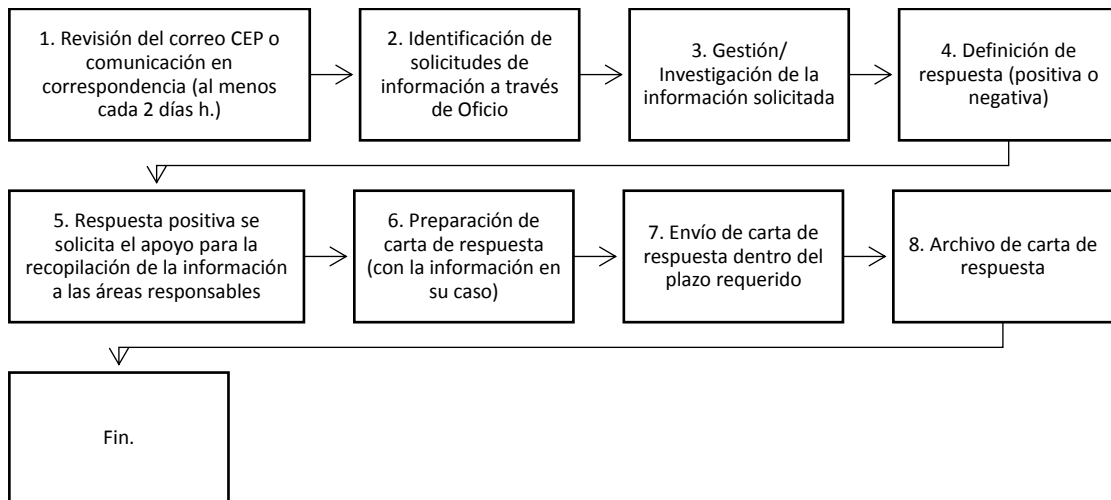 1. Revisión del correo CEP o
comunicación en
correspondencia (al menos
cada 2 días h.)
2. Identificación de
solicitudes de
información a través
de Oficio
3. Gestión/
Investigación de la
información solicitada
4. Definición de
respuesta (positiva o
negativa)
5. Respuesta positiva se
solicita el apoyo para la
recopilación de la información
a las áreas responsables
6. Preparación de
carta de respuesta
(con la información en
su caso)
7. Envío de carta de
respuesta dentro del
plazo requerido
8. Archivo de carta de
respuesta
Fin.